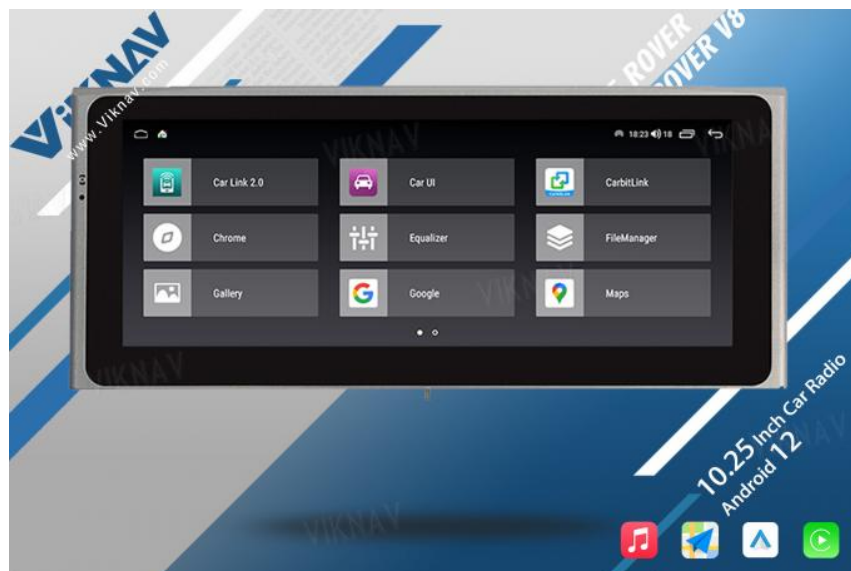 ViKNAV
www.Viknav.com
ROVER
ROVER V8
18:23 18
Car Link 2.0
Car UI
CarbitLink
Chrome
Equalizer
FileManager
Gallery
Google
Maps
VIKNAV
VIKNAV
VIKNAV
10.25 Inch Car Radio
Android 12